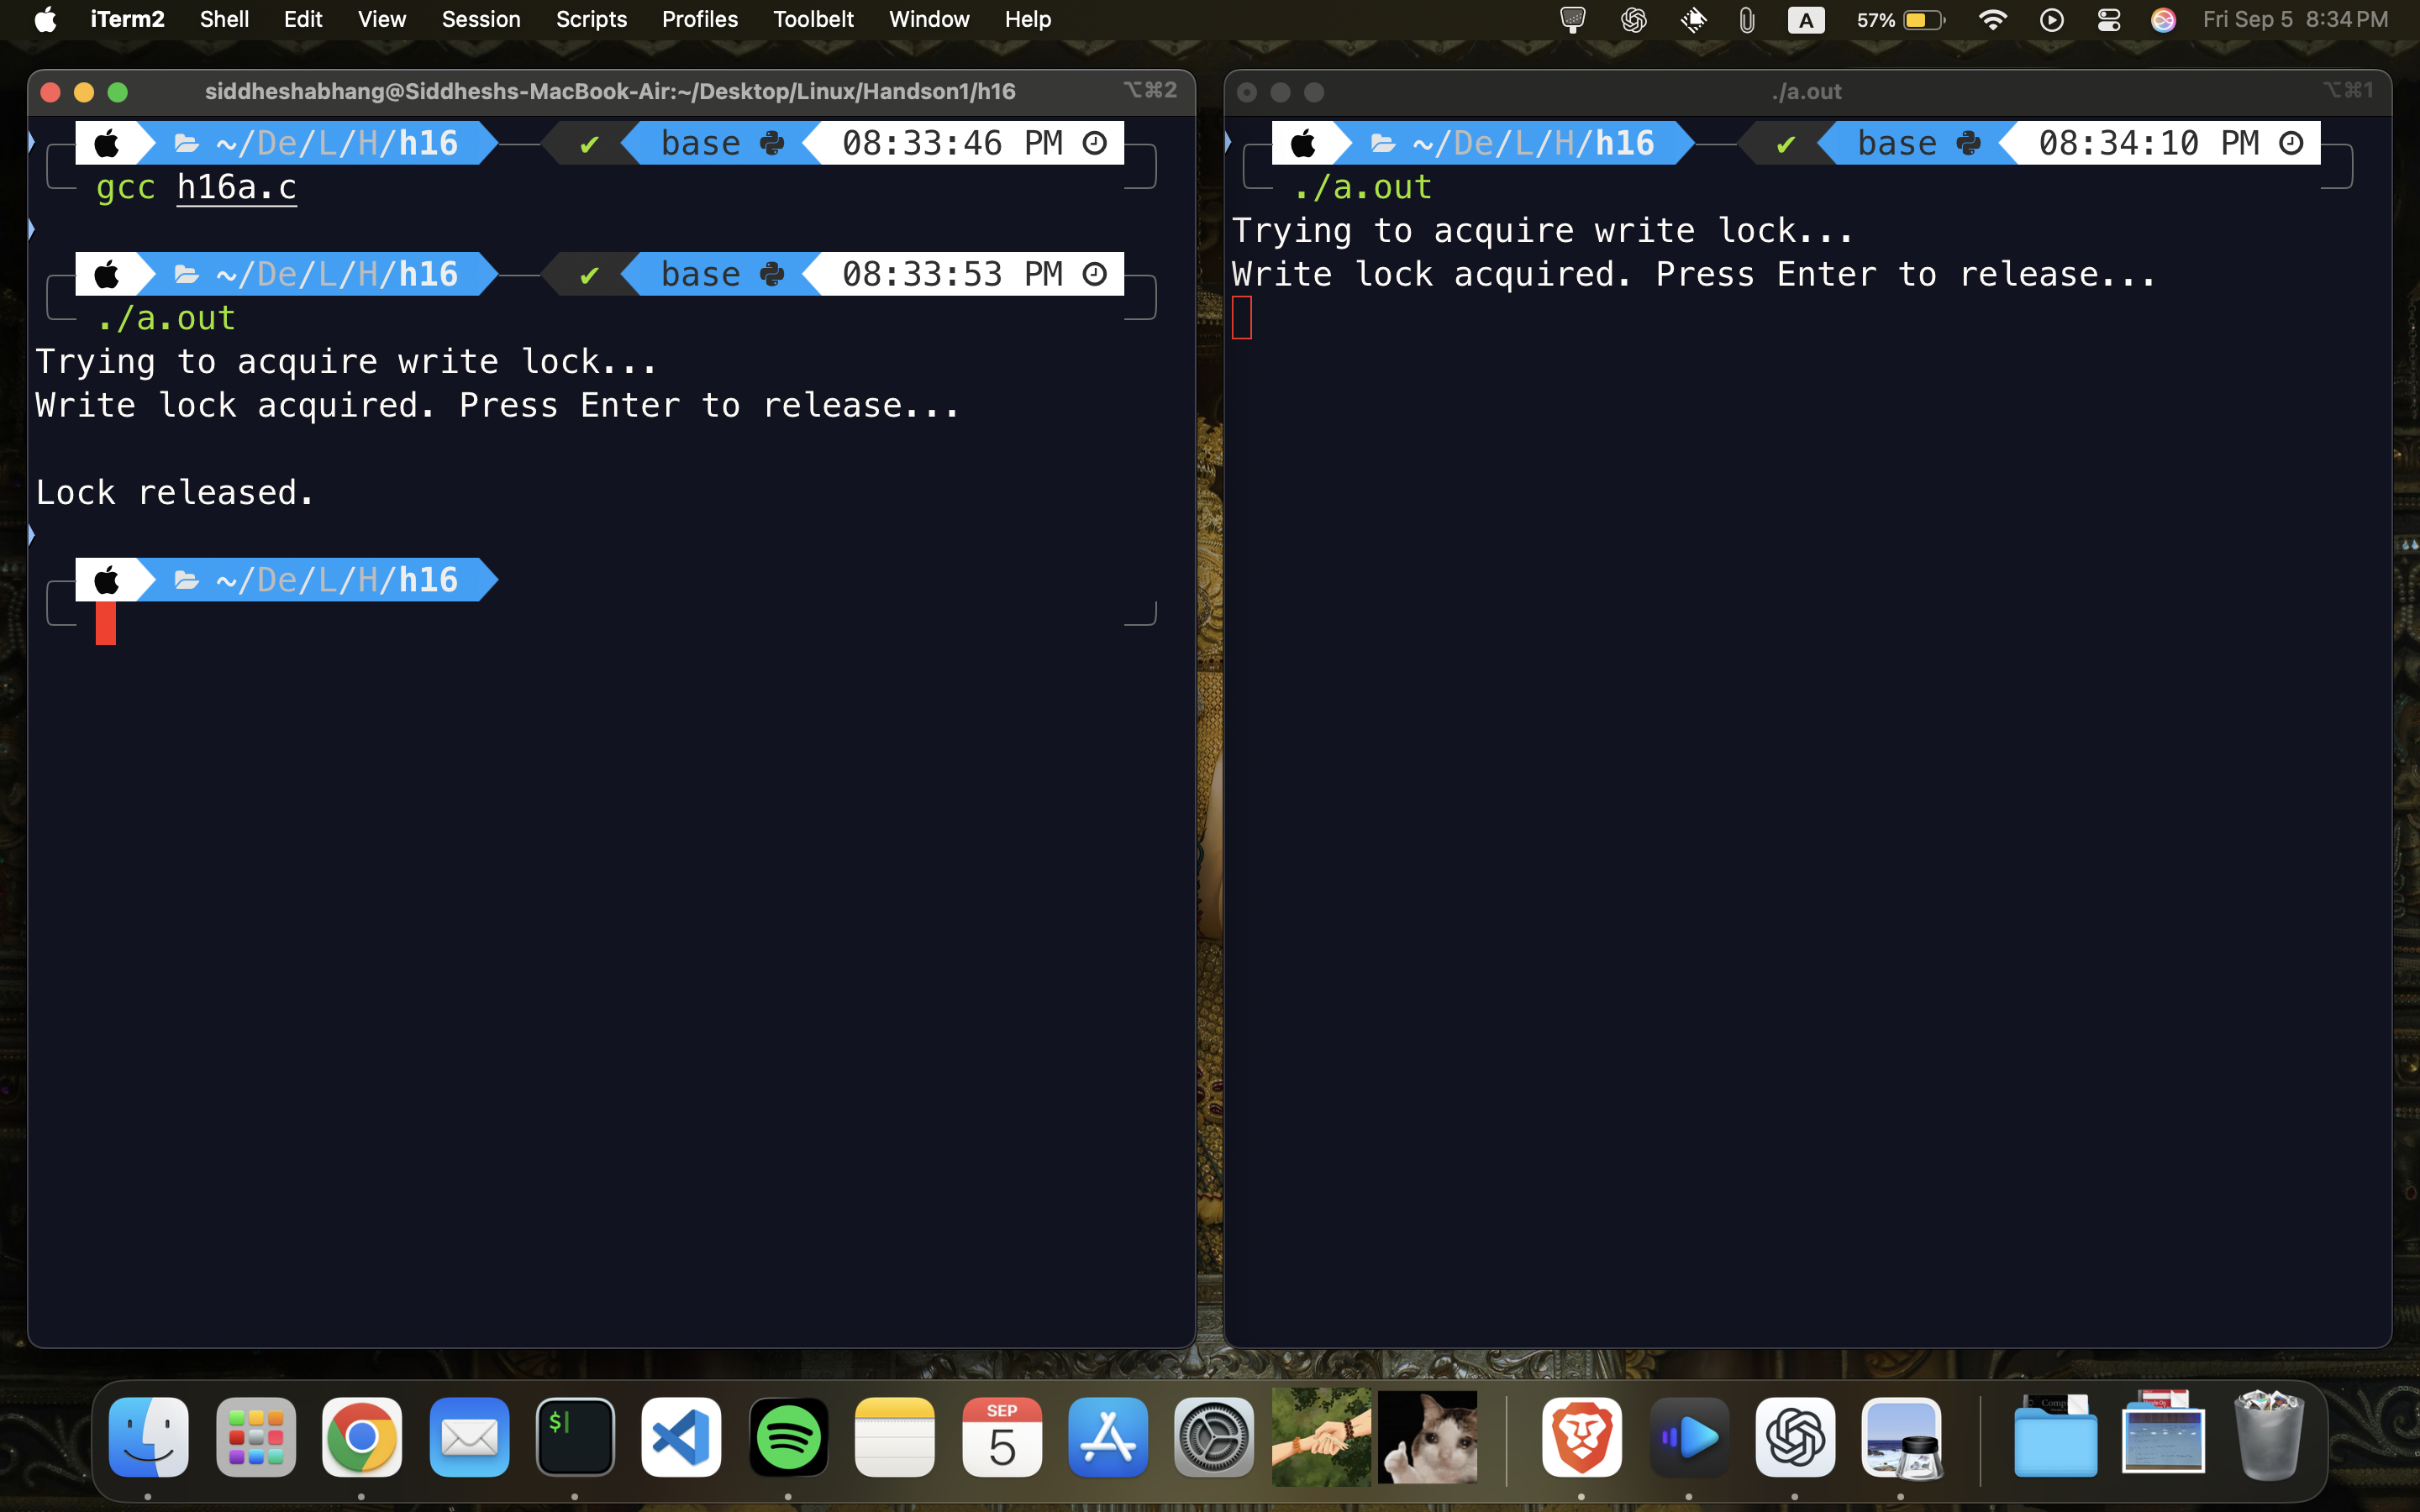 iTerm2 Shell Edit View Session Scripts Profiles Toolbelt Window Help A 57% Fri Sep 5 8:34 PM
siddheshabhang@Siddheshs-MacBook-Air:~/Desktop/Linux/Handson1/h16 ⌥⌘2
~/De/L/H/h16 ✔ base 08:33:46 PM
gcc h16a.c
~/De/L/H/h16 ✔ base 08:33:53 PM
./a.out
Trying to acquire write lock...
Write lock acquired. Press Enter to release...
Lock released.
~/De/L/H/h16
./a.out ⌥⌘1
~/De/L/H/h16 ✔ base 08:34:10 PM
./a.out
Trying to acquire write lock...
Write lock acquired. Press Enter to release...
$
SEP
5